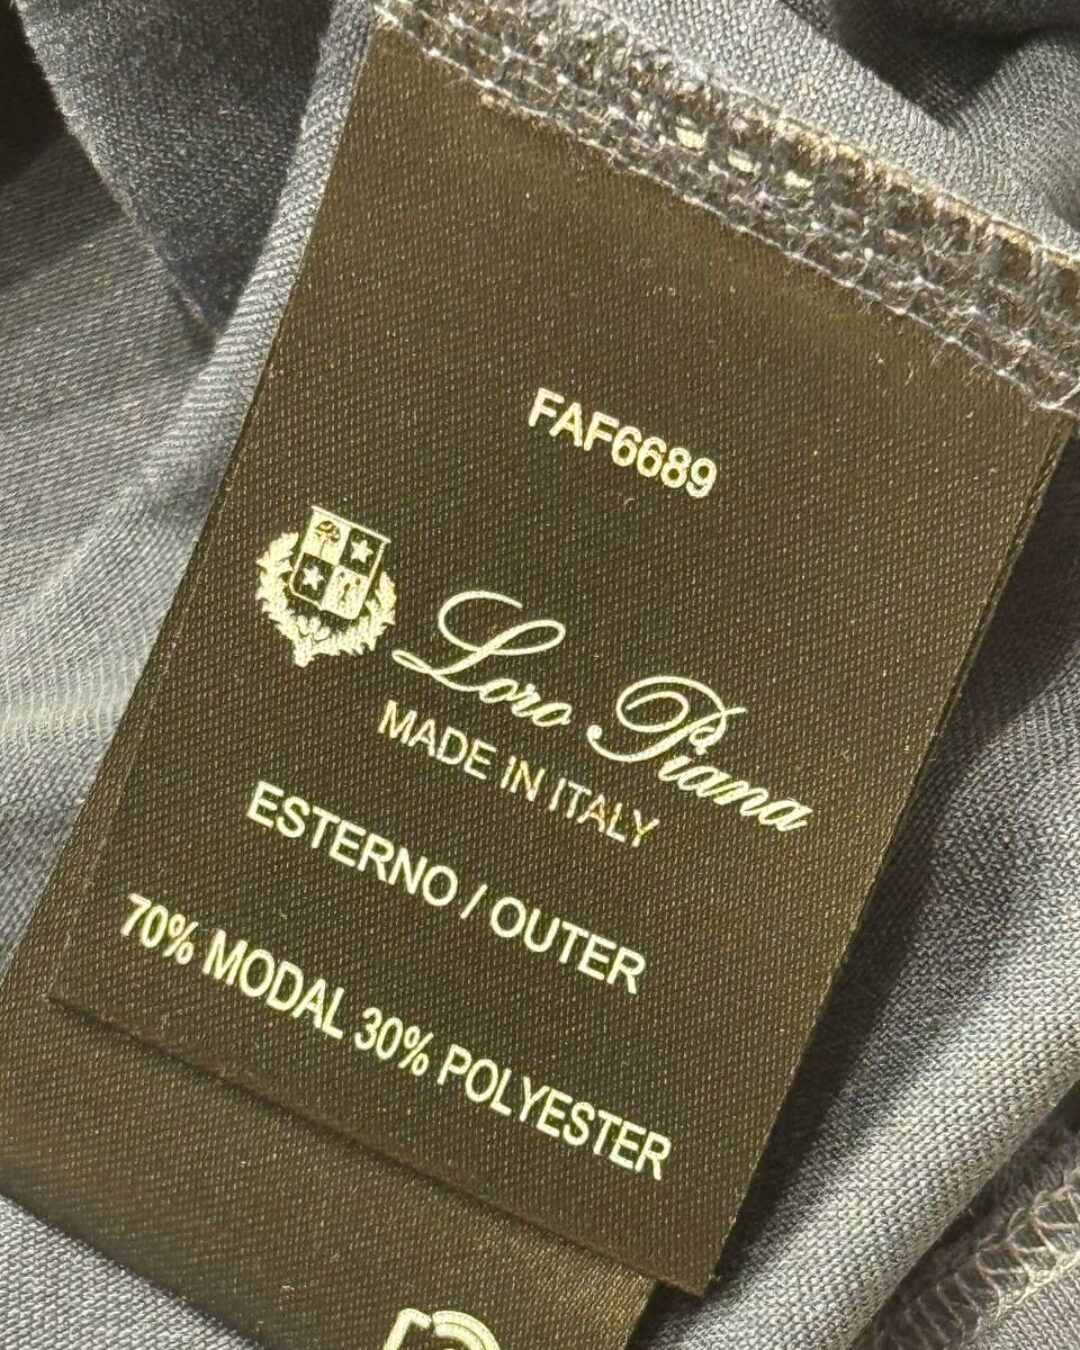 FAF6689
Loro Piana
MADE IN ITALY
ESTERNO / OUTER
70% MODAL 30% POLYESTER